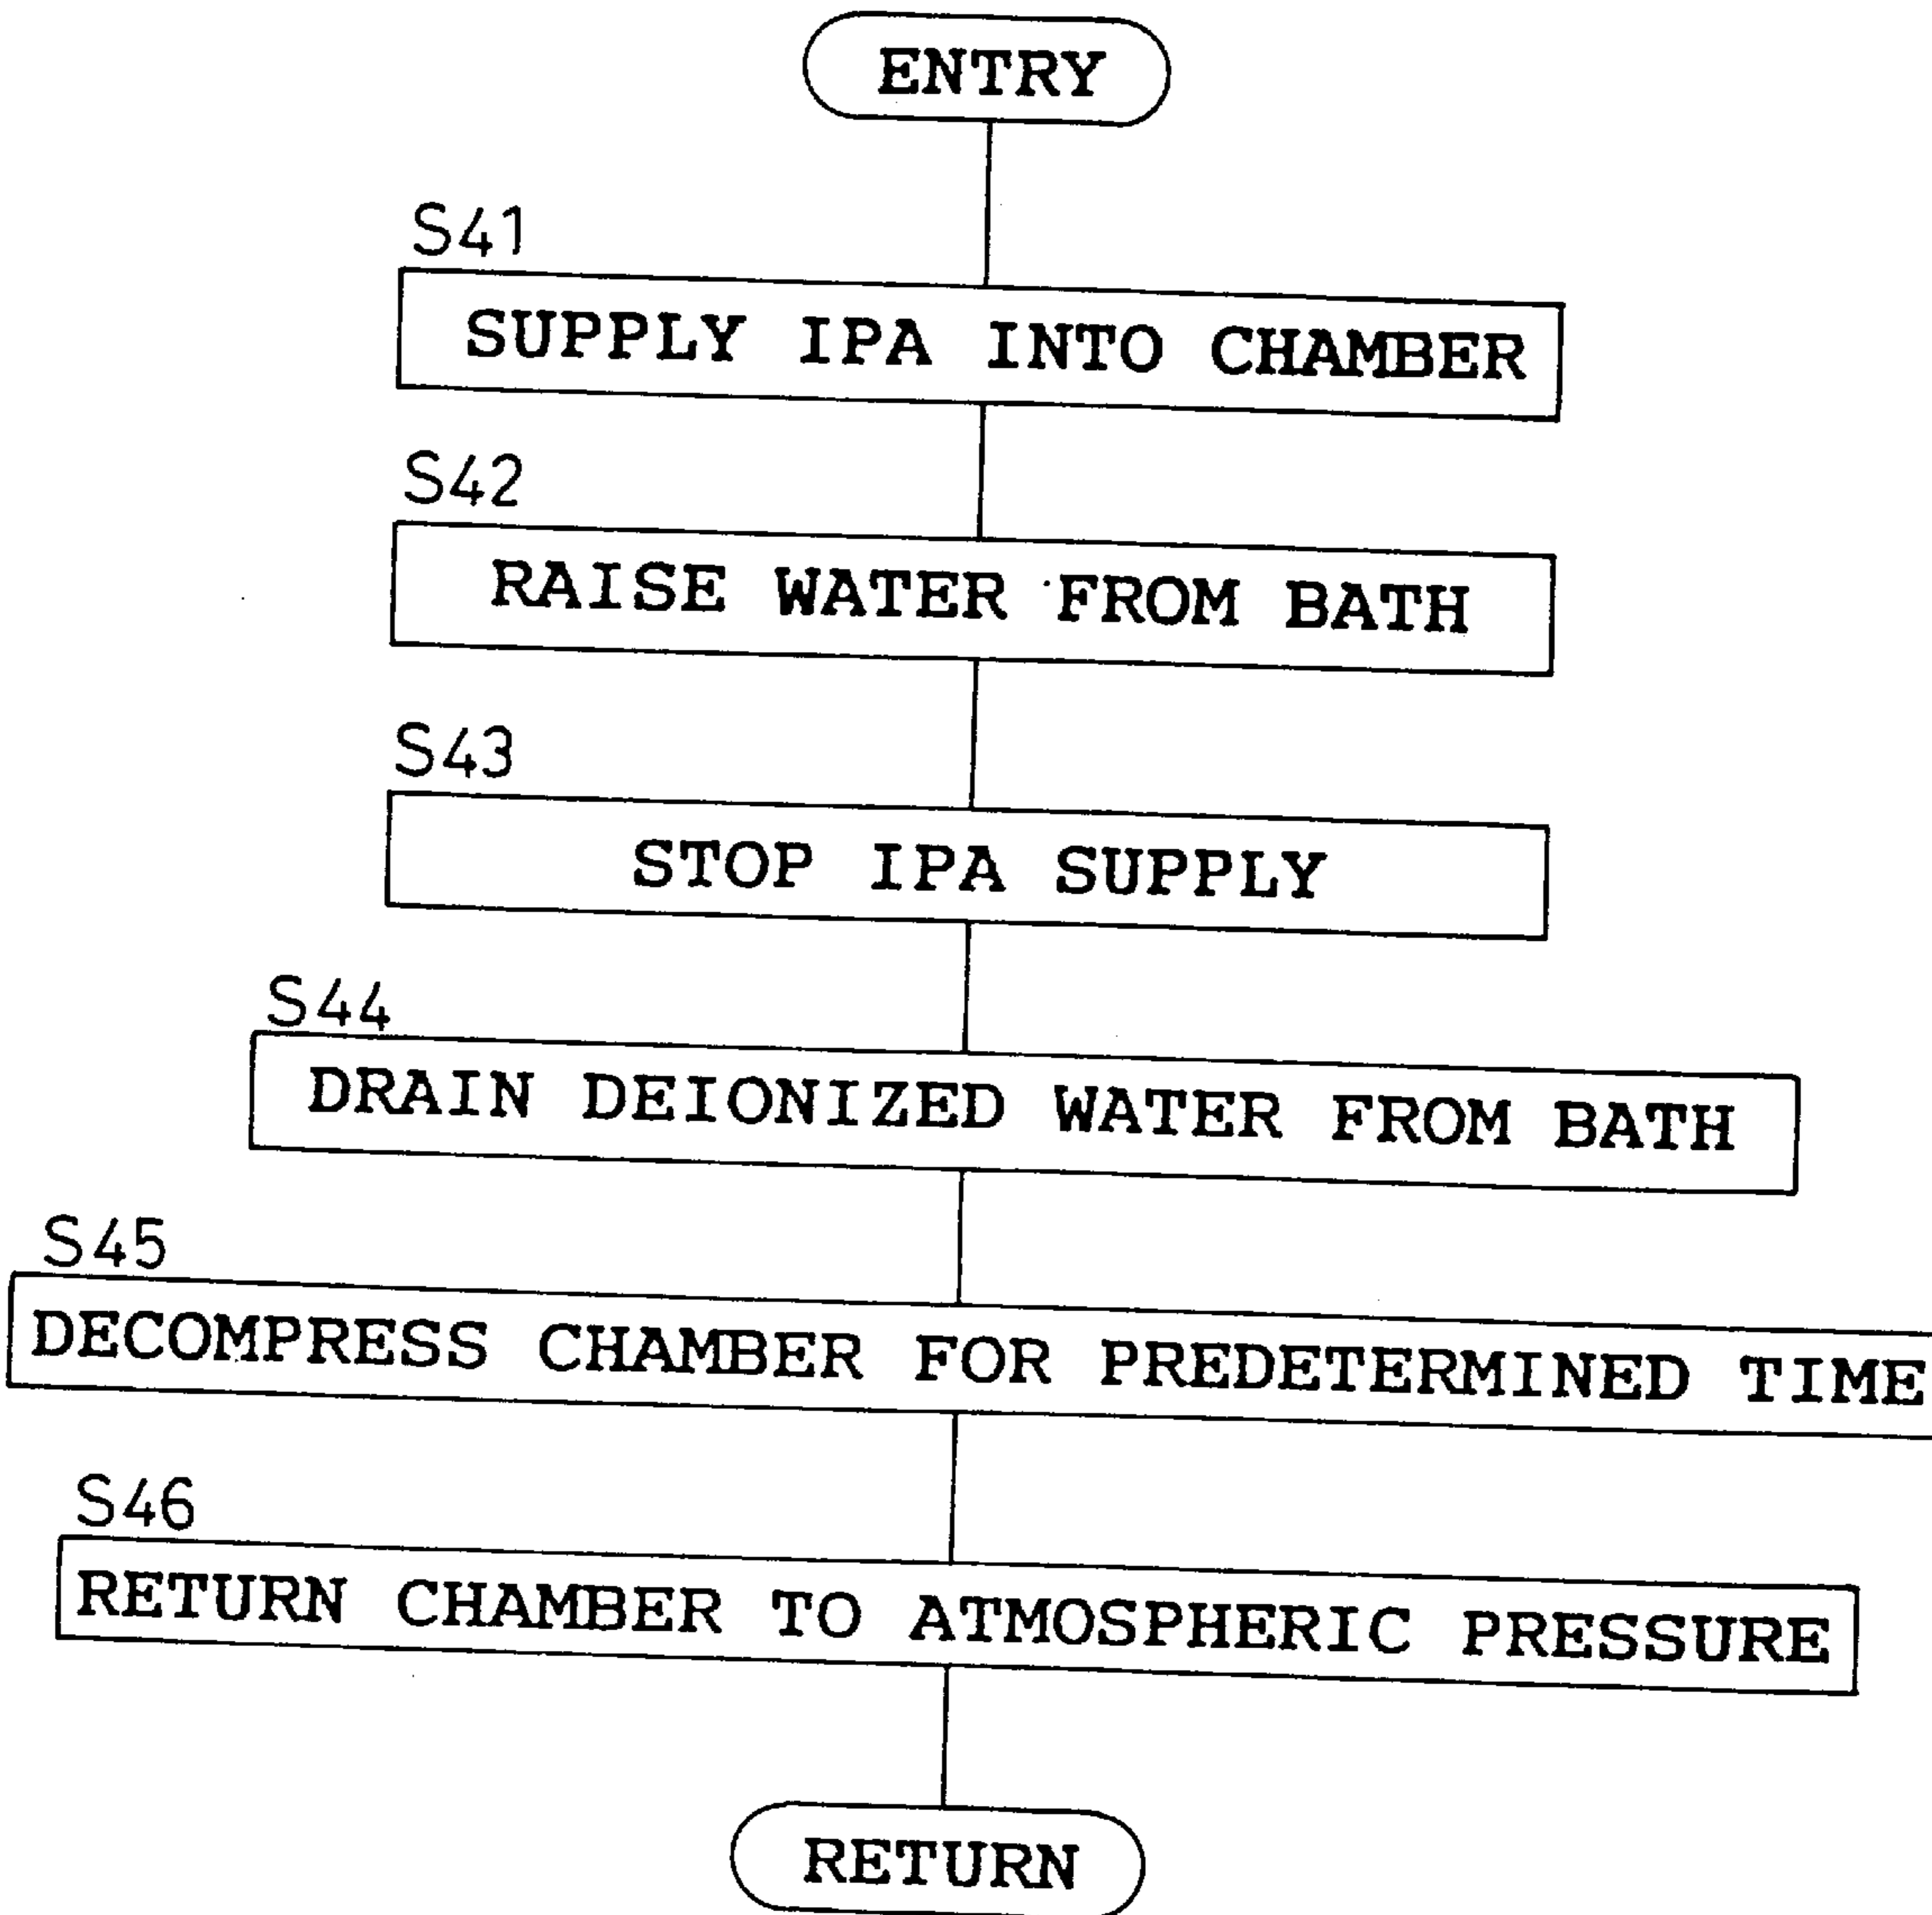 ENTRY
S41
SUPPLY IPA INTO CHAMBER
S42
RAISE WATER FROM BATH
S43
STOP IPA SUPPLY
S44
DRAIN DEIONIZED WATER FROM BATH
S45
DECOMPRESS CHAMBER FOR PREDETERMINED TIME
S46
RETURN CHAMBER TO ATMOSPHERIC PRESSURE
RETURN